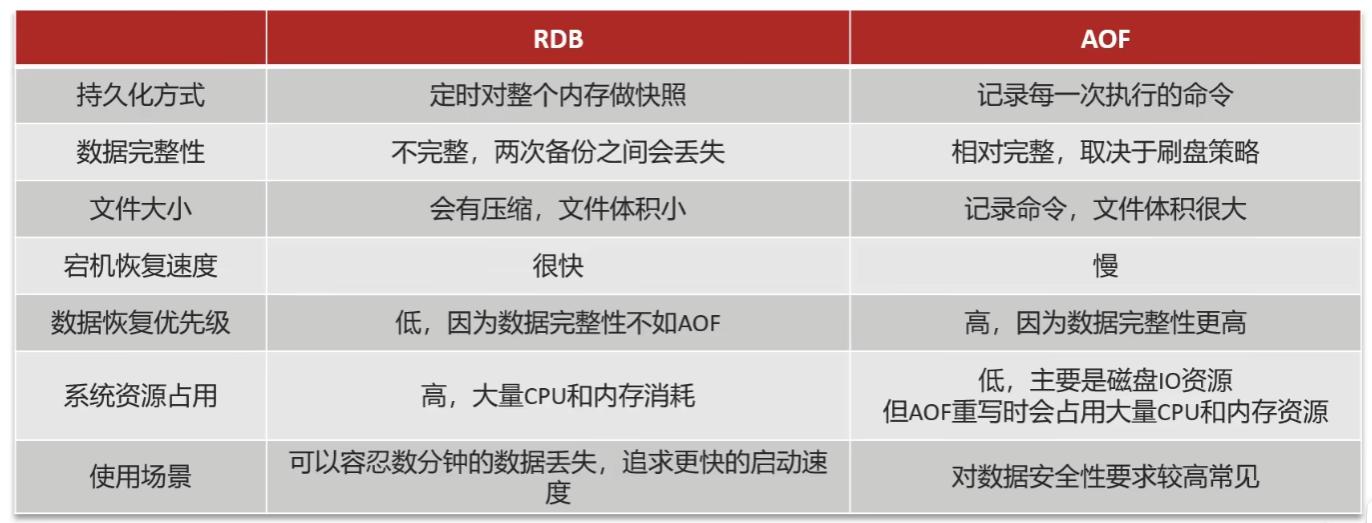 RDB AOF
持久化方式 定时对整个内存做快照 记录每一次执行的命令
数据完整性 不完整，两次备份之间会丢失 相对完整，取决于刷盘策略
文件大小 会有压缩，文件体积小 记录命令，文件体积很大
宕机恢复速度 很快 慢
数据恢复优先级 低，因为数据完整性不如AOF 高，因为数据完整性更高
系统资源占用 高，大量CPU和内存消耗 低，主要是磁盘IO资源
但AOF重写时会占用大量CPU和内存资源
使用场景 可以容忍数分钟的数据丢失，追求更快的启动速
度 对数据安全性要求较高常见